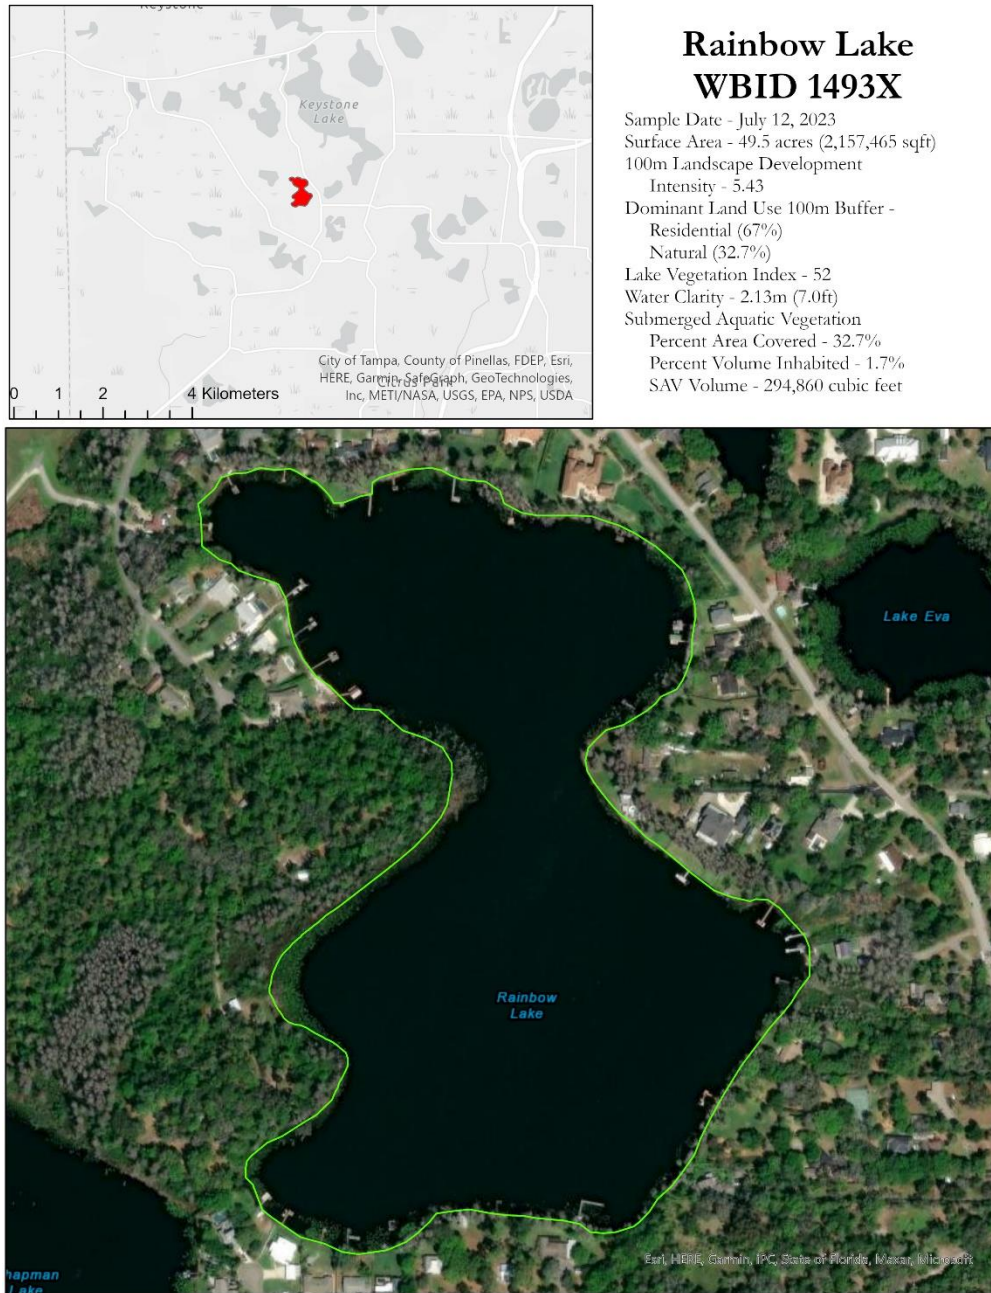 Keystone
Keystone
Lake
Citrus Park
City of Tampa, County of Pinellas, FDEP, Esri,
HERE, Garmin, SafeGraph, GeoTechnologies,
Inc, METI/NASA, USGS, EPA, NPS, USDA
0 1 2 4 Kilometers
Rainbow Lake
WBID 1493X
Sample Date - July 12, 2023
Surface Area - 49.5 acres (2,157,465 sqft)
100m Landscape Development
Intensity - 5.43
Dominant Land Use 100m Buffer -
Residential (67%)
Natural (32.7%)
Lake Vegetation Index - 52
Water Clarity - 2.13m (7.0ft)
Submerged Aquatic Vegetation
Percent Area Covered - 32.7%
Percent Volume Inhabited - 1.7%
SAV Volume - 294,860 cubic feet
Lake Eva
Rainbow
Lake
hapman
Lake
Esri, HERE, Garmin, iPC, State of Florida, Maxar, Microsoft